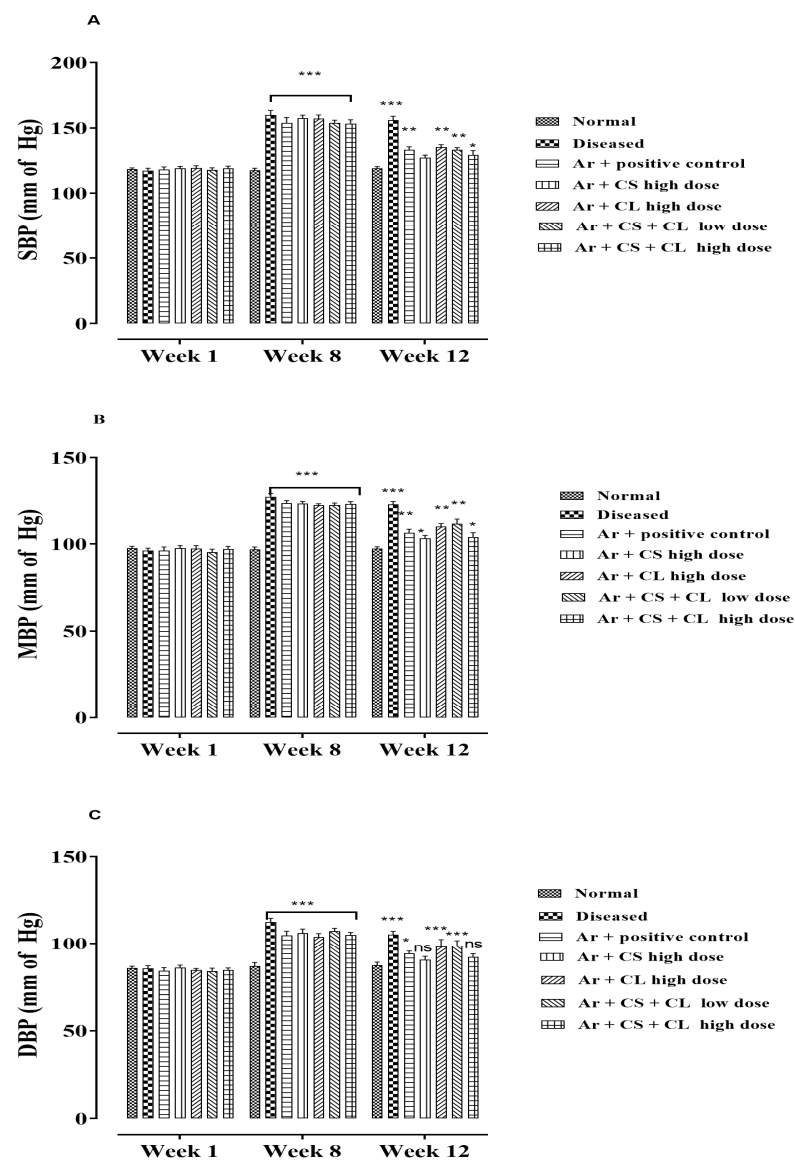 A
SBP (mm of Hg)
200
150
100
50
0
***
***
**
**
**
*
Week 1 Week 8 Week 12
Normal
Diseased
Ar + positive control
Ar + CS high dose
Ar + CL high dose
Ar + CS + CL low dose
Ar + CS + CL high dose
B
MBP (mm of Hg)
150
100
50
0
***
***
**
*
**
**
*
Week 1 Week 8 Week 12
Normal
Diseased
Ar + positive control
Ar + CS high dose
Ar + CL high dose
Ar + CS + CL low dose
Ar + CS + CL high dose
C
DBP (mm of Hg)
150
100
50
0
***
***
*
ns
***
***
ns
Week 1 Week 8 Week 12
Normal
Diseased
Ar + positive control
Ar + CS high dose
Ar + CL high dose
Ar + CS + CL low dose
Ar + CS + CL high dose